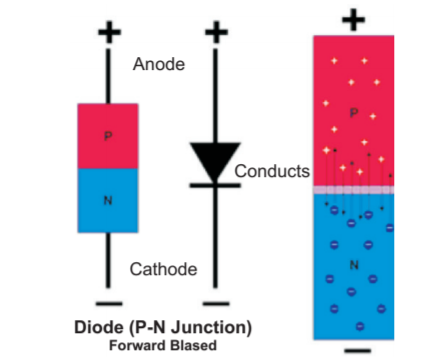 + + +
Anode
P
P
Conducts
N
N
Cathode
— — —
Diode (P-N Junction)
Forward Blased